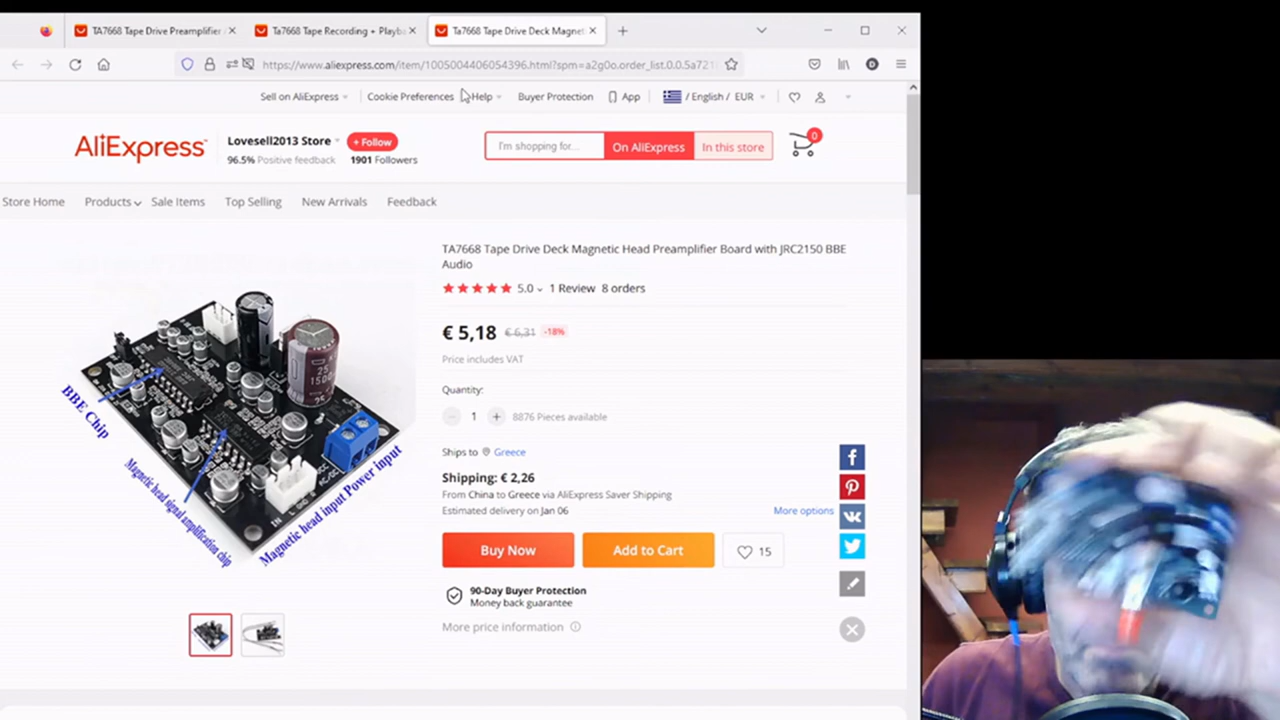 TA7668 Tape Drive Preamplifier
Ta7668 Tape Recording + Playba
Ta7668 Tape Drive Deck Magnet
https://www.aliexpress.com/item/1005004406054396.html?spm=a2g0o.order_list.0.0.5a721
Sell on AliExpress
Cookie Preferences
Help
Buyer Protection
App
/ English / EUR
AliExpress
Lovesell2013 Store
+ Follow
96.5% Positive feedback
1901 Followers
I'm shopping for...
On AliExpress
In this store
0
Store Home
Products
Sale Items
Top Selling
New Arrivals
Feedback
TA7668 Tape Drive Deck Magnetic Head Preamplifier Board with JRC2150 BBE
Audio
5.0
1 Review
8 orders
€ 5,18
€ 6,31
-18%
Price includes VAT
Quantity:
1
8876 Pieces available
Ships to
Greece
Shipping: € 2,26
From China to Greece via AliExpress Saver Shipping
Estimated delivery on Jan 06
More options
Buy Now
Add to Cart
15
90-Day Buyer Protection
Money back guarantee
More price information
BBE Chip
Magnetic head signal amplification chip
Magnetic head input
Power input